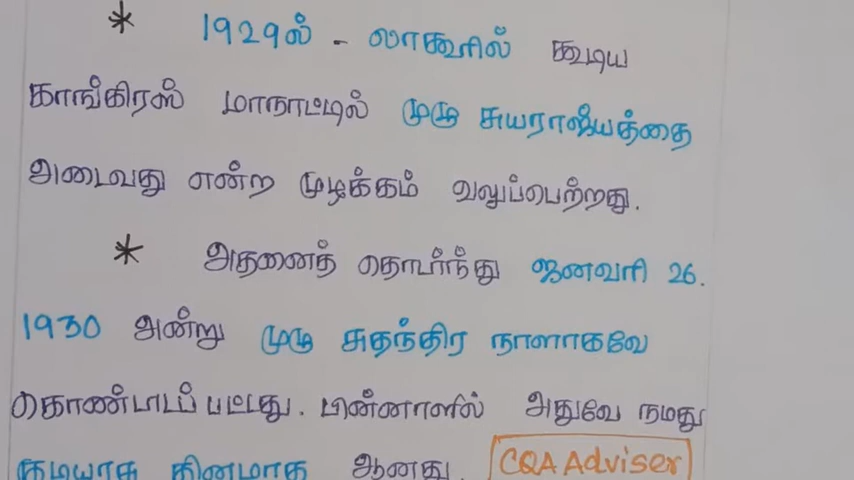 * 1929ல் - லாகூரில் கூடிய
காங்கிரஸ் மாநாட்டில் முழு சுயராஜ்யத்தை
அடைவது என்ற முழக்கம் வலுப்பெற்றது.
* அதனைத் தொடர்ந்து ஜனவரி 26.
1930 அன்று முழு சுதந்திர நாளாகவே
கொண்டாடப் பட்டது. பின்னாளில் அதுவே நமது
குடியரசு தினமாக ஆனது. CQA Adviser